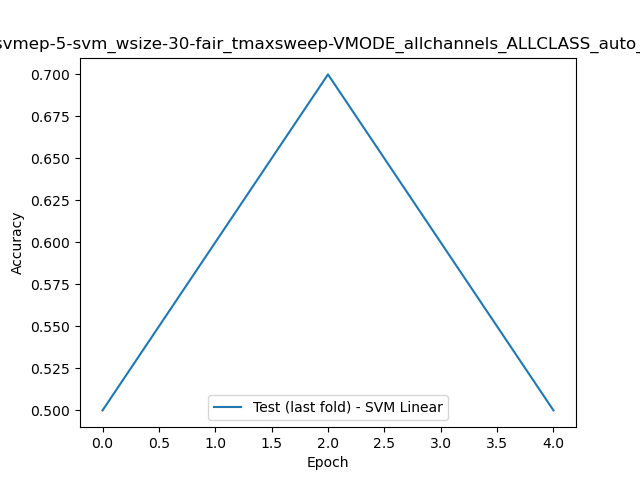 svmep-5-svm_wsize-30-fair_tmaxsweep-VMODE_allchannels_ALLCLASS_auto_
0.700
0.675
0.650
0.625
0.600
0.575
0.550
0.525
0.500
Accuracy
Test (last fold) - SVM Linear
0.0 0.5 1.0 1.5 2.0 2.5 3.0 3.5 4.0
Epoch